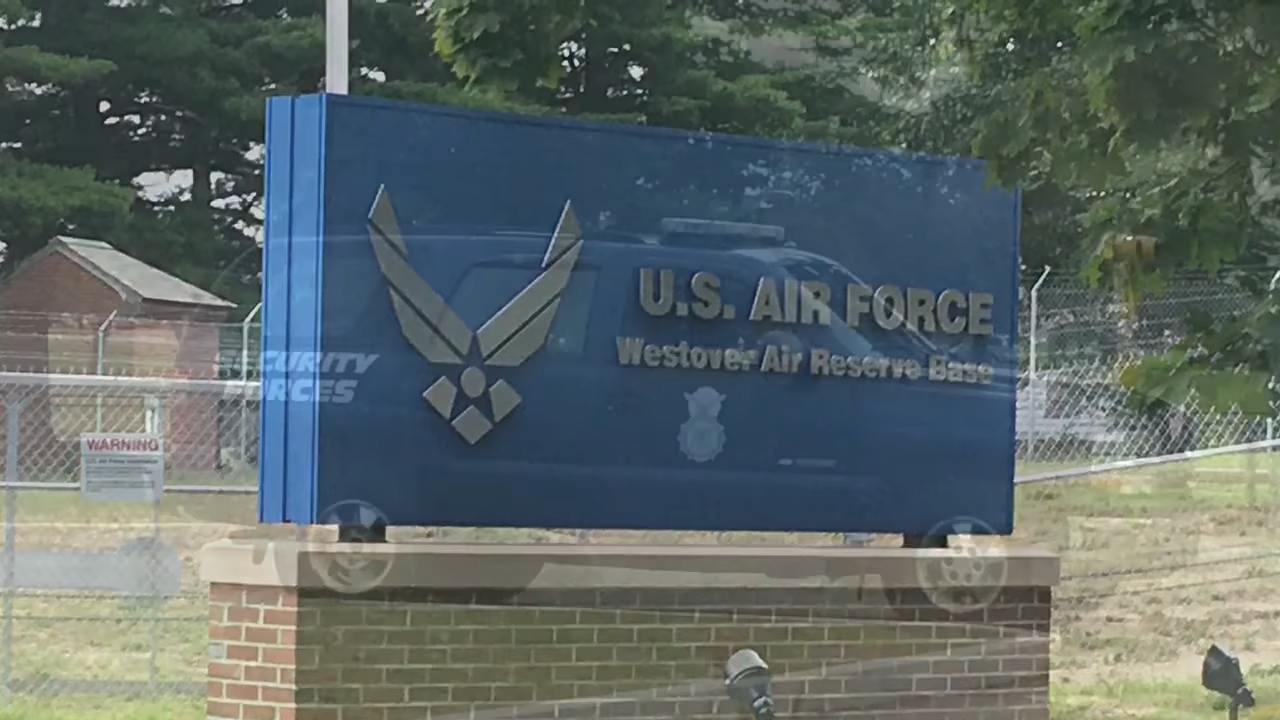 U.S. AIR FORCE
Westover Air Reserve Base
SECURITY
FORCES
WARNING